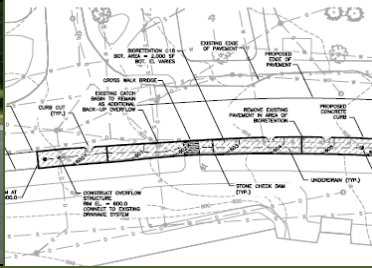 BIORETENTION G16
BOT. AREA = 2,000 SF
BOT. EL VARIES
EXISTING EDGE
OF PAVEMENT
PROPOSED
EDGE OF
PAVEMENT
CROSS WALK BRIDGE
EXISTING CATCH
BASIN TO REMAIN
AS ADDITIONAL
BACK-UP OVERFLOW
CURB CUT
(TYP.)
REMOVE EXISTING
PAVEMENT IN AREA OF
BIORETENTION
PROPOSED
CONCRETE
CURB
CONSTRUCT OVERFLOW
STRUCTURE
RIM EL. = 600.0
CONNECT TO EXISTING
DRAINAGE SYSTEM
STONE CHECK DAM
(TYP.)
UNDERDRAIN (TYP.)